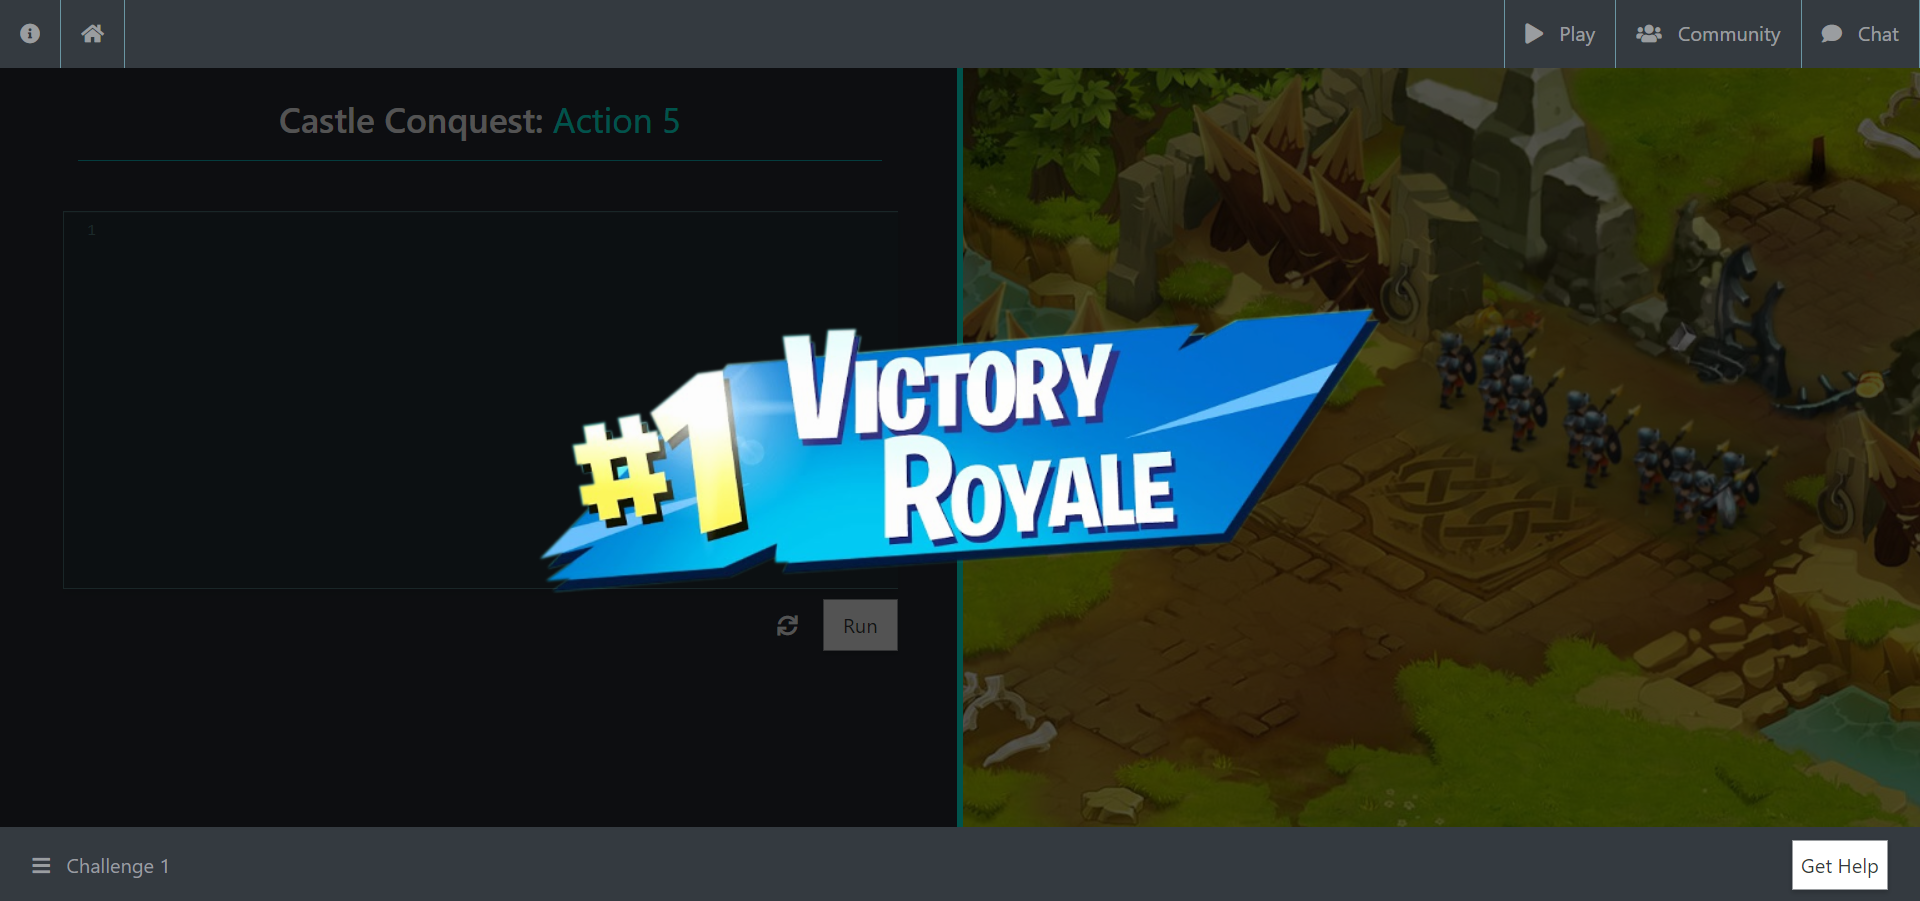 Play
Community
Chat
Castle Conquest: Action 5
1
#1 VICTORY
ROYALE
Run
Challenge 1
Get Help